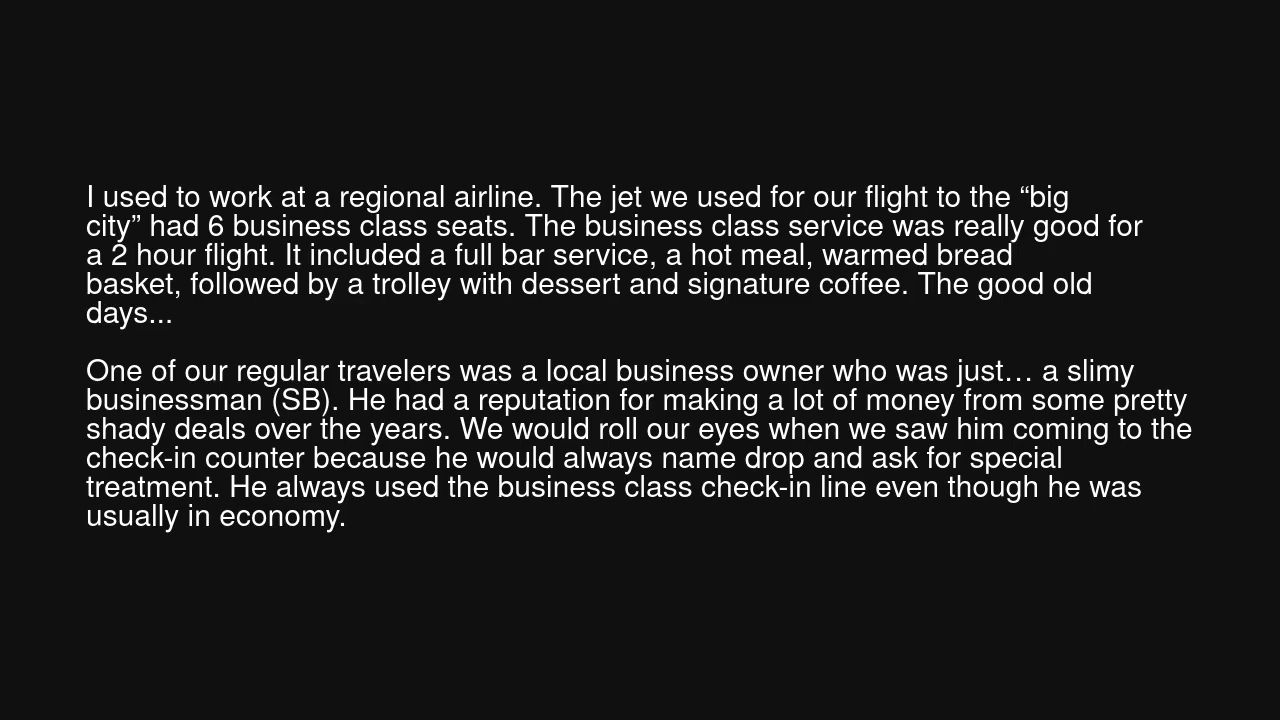 I used to work at a regional airline. The jet we used for our flight to the “big
city” had 6 business class seats. The business class service was really good for
a 2 hour flight. It included a full bar service, a hot meal, warmed bread
basket, followed by a trolley with dessert and signature coffee. The good old
days...
One of our regular travelers was a local business owner who was just… a slimy
businessman (SB). He had a reputation for making a lot of money from some pretty
shady deals over the years. We would roll our eyes when we saw him coming to the
check-in counter because he would always name drop and ask for special
treatment. He always used the business class check-in line even though he was
usually in economy.